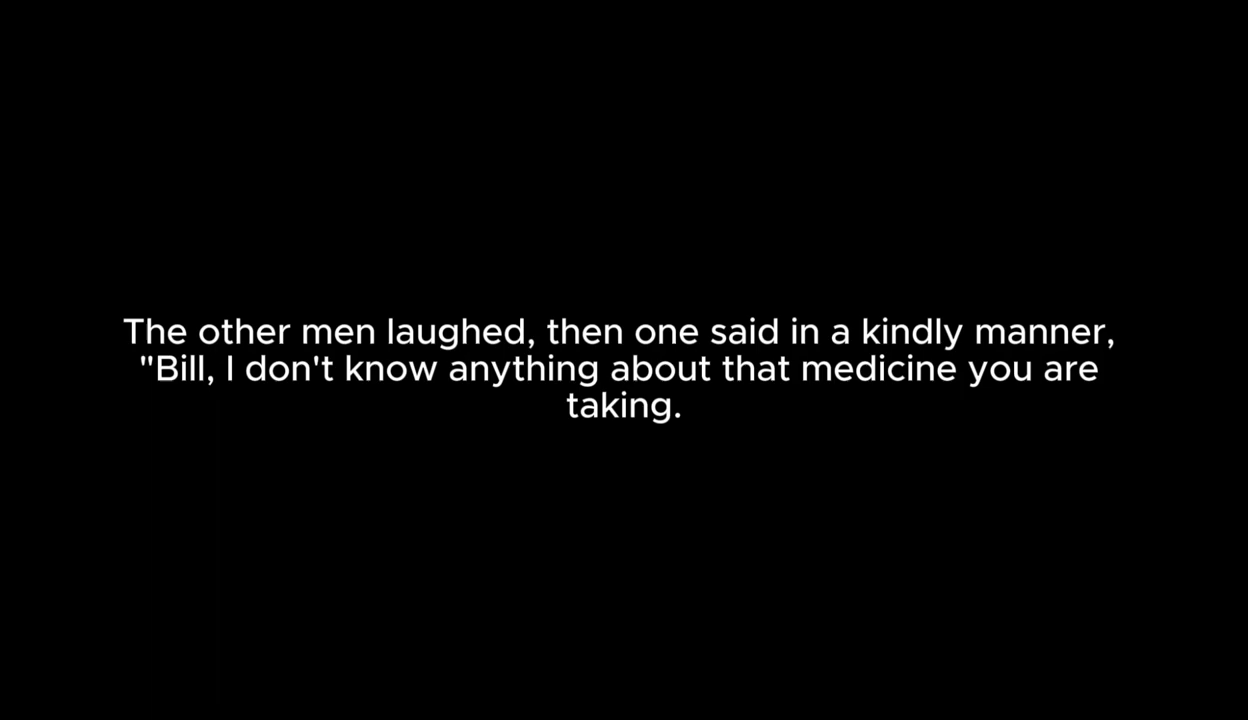 The other men laughed, then one said in a kindly manner,
"Bill, I don't know anything about that medicine you are
taking.